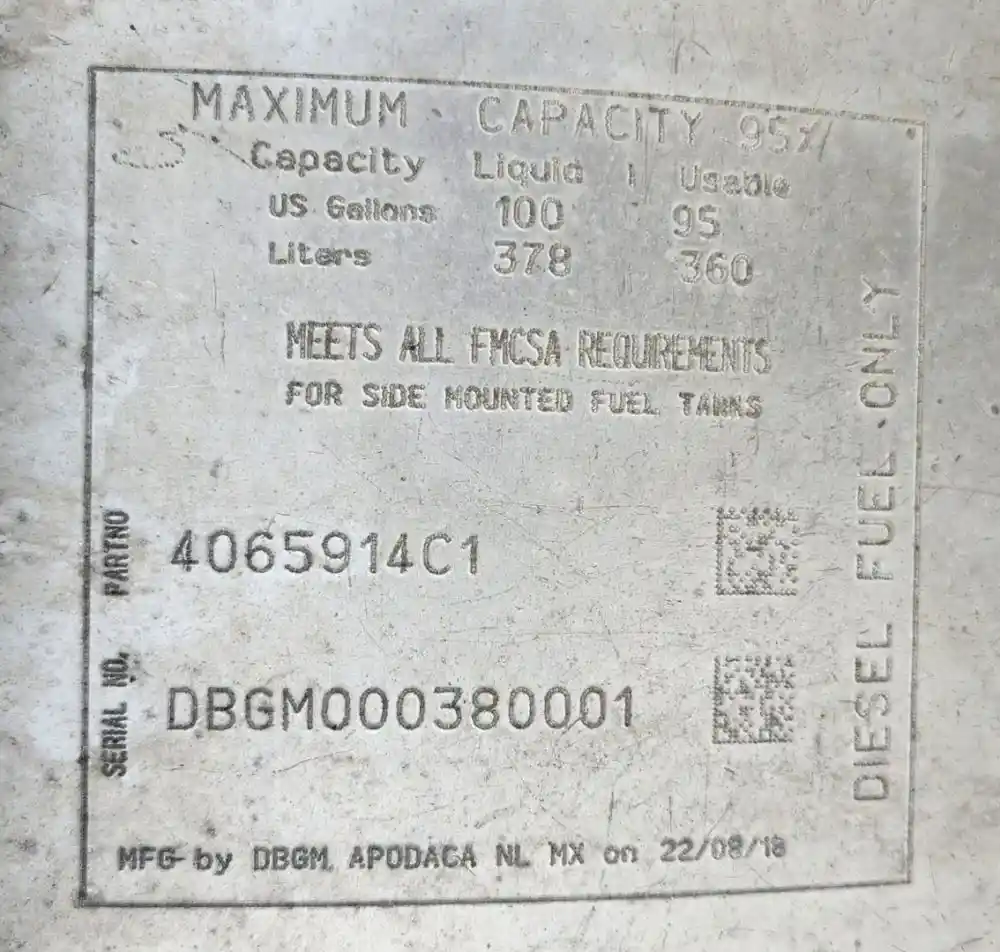 MAXIMUM CAPACITY 95%
Capacity Liquid Usable
US Gallons 100 95
Liters 378 360
MEETS ALL FMCSA REQUIREMENTS
FOR SIDE MOUNTED FUEL TANKS
PARTNO 4065914C1
SERIAL NO. DBGM000380001
MFG by DBGM, APODACA NL MX on 22/08/18
DIESEL FUEL ONLY